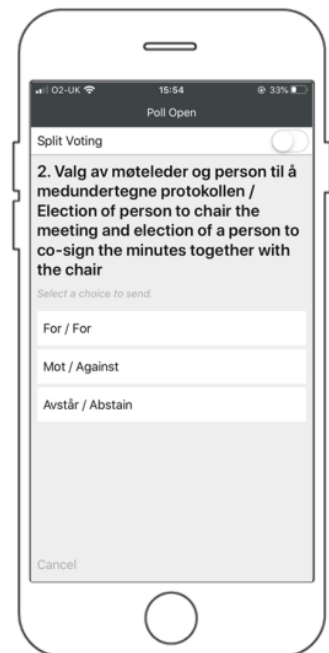 O2-UK 15:54 33%
Poll Open
Split Voting
2. Valg av møteleder og person til å
medundertegne protokollen /
Election of person to chair the
meeting and election of a person to
co-sign the minutes together with
the chair
Select a choice to send.
For / For
Mot / Against
Avstår / Abstain
Cancel